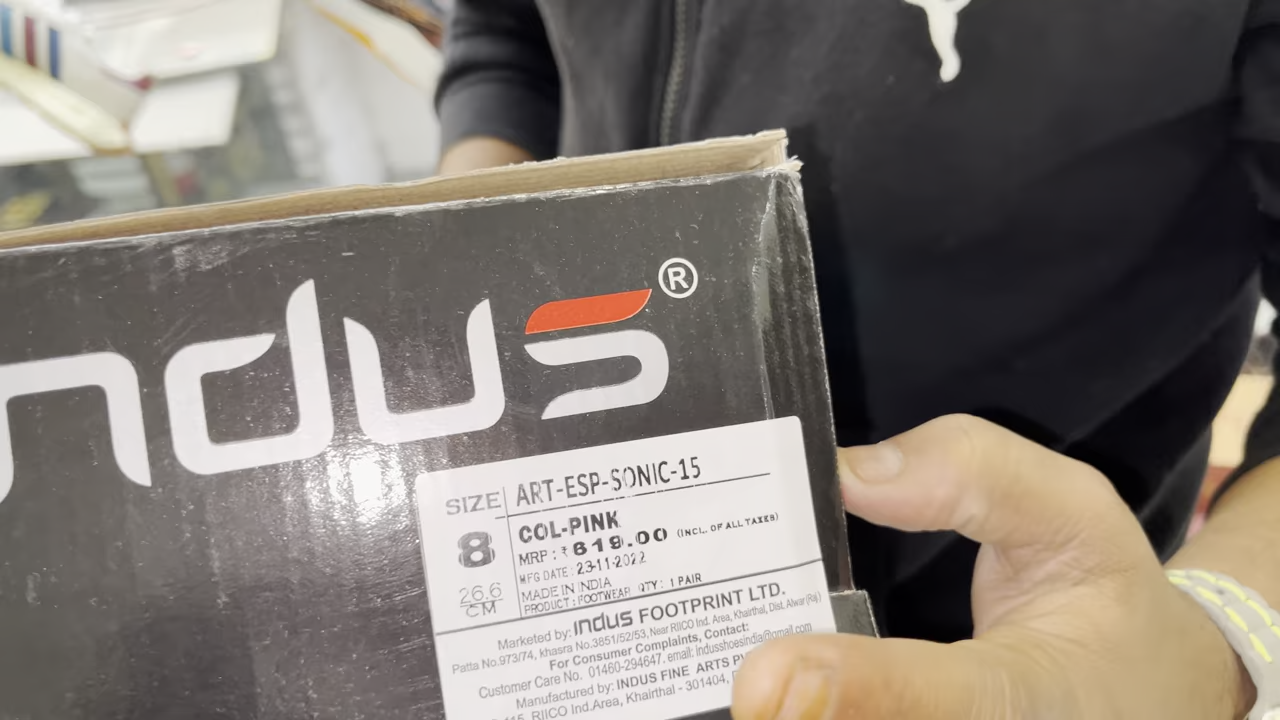 ndus®
SIZE ART-ESP-SONIC-15
8 COL-PINK
MRP: ₹619.00 (INCL. OF ALL TAXES)
MFG DATE: 23-11-2022
26.6 MADE IN INDIA
CM PRODUCT: FOOTWEAR QTY: 1 PAIR
Marketed by: indus FOOTPRINT LTD.
Patta No.973/74, khasra No.3851/52/53, Near RIICO Ind. Area, Khairthal, Dist. Alwar (Raj.)
For Consumer Complaints, Contact:
Customer Care No. 01460-294647. email: indusshoesindia@gmail.com
Manufactured by: INDUS FINE ARTS
RIICO Ind.Area, Khairthal - 301404,